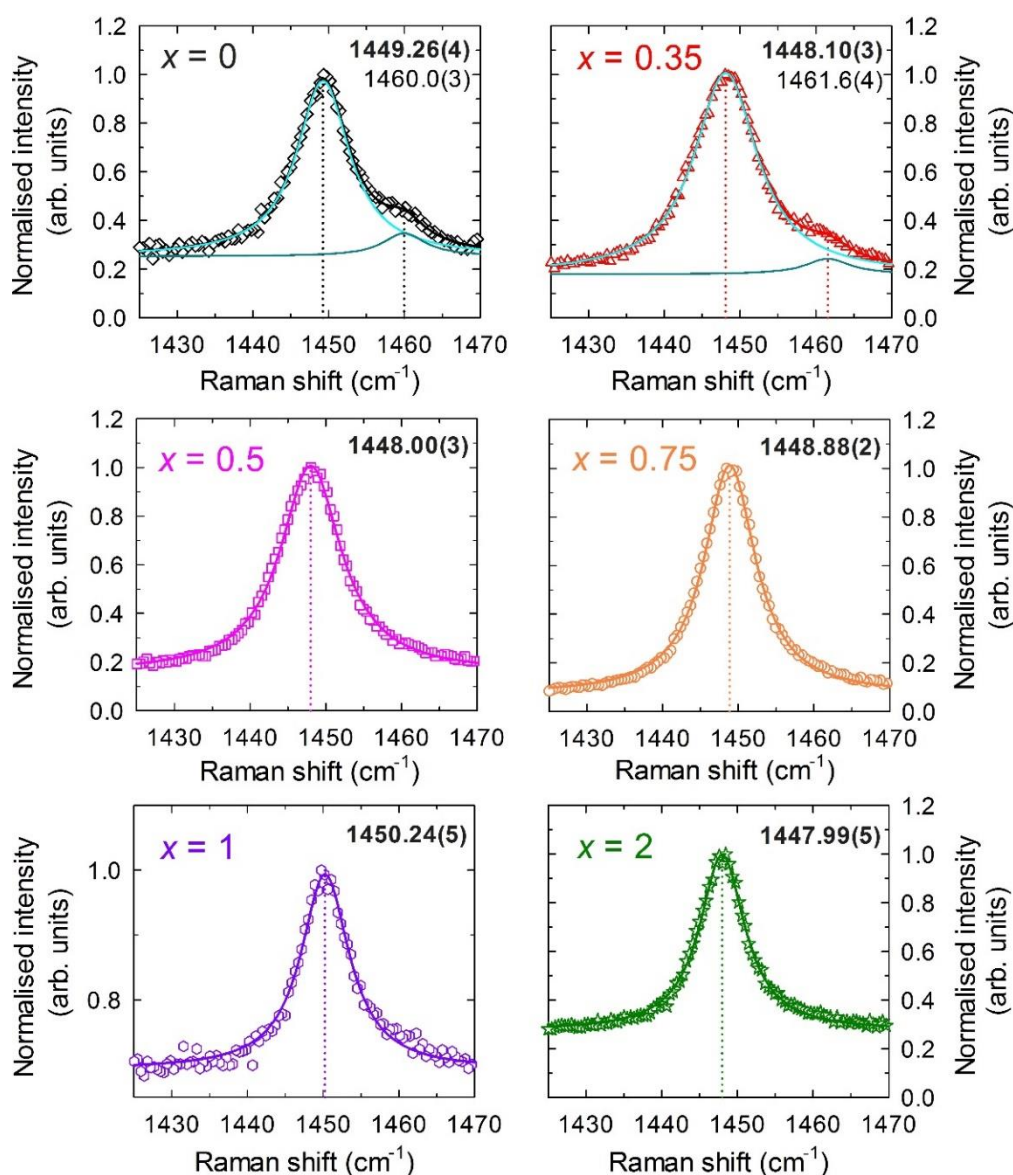 Normalised intensity
(arb. units)
1.2
1.0
0.8
0.6
0.4
0.2
0.0
x = 0
1449.26(4)
1460.0(3)
1430 1440 1450 1460 1470
Raman shift (cm-1)
x = 0.35
1448.10(3)
1461.6(4)
1.2
1.0
0.8
0.6
0.4
0.2
0.0
Normalised intensity
(arb. units)
1430 1440 1450 1460 1470
Raman shift (cm-1)
Normalised intensity
(arb. units)
1.2
1.0
0.8
0.6
0.4
0.2
0.0
x = 0.5
1448.00(3)
1430 1440 1450 1460 1470
Raman shift (cm-1)
x = 0.75
1448.88(2)
1.2
1.0
0.8
0.6
0.4
0.2
0.0
Normalised intensity
(arb. units)
1430 1440 1450 1460 1470
Raman shift (cm-1)
Normalised intensity
(arb. units)
1.0
0.8
x = 1
1450.24(5)
1430 1440 1450 1460 1470
Raman shift (cm-1)
x = 2
1447.99(5)
1.2
1.0
0.8
0.6
0.4
0.2
0.0
Normalised intensity
(arb. units)
1430 1440 1450 1460 1470
Raman shift (cm-1)